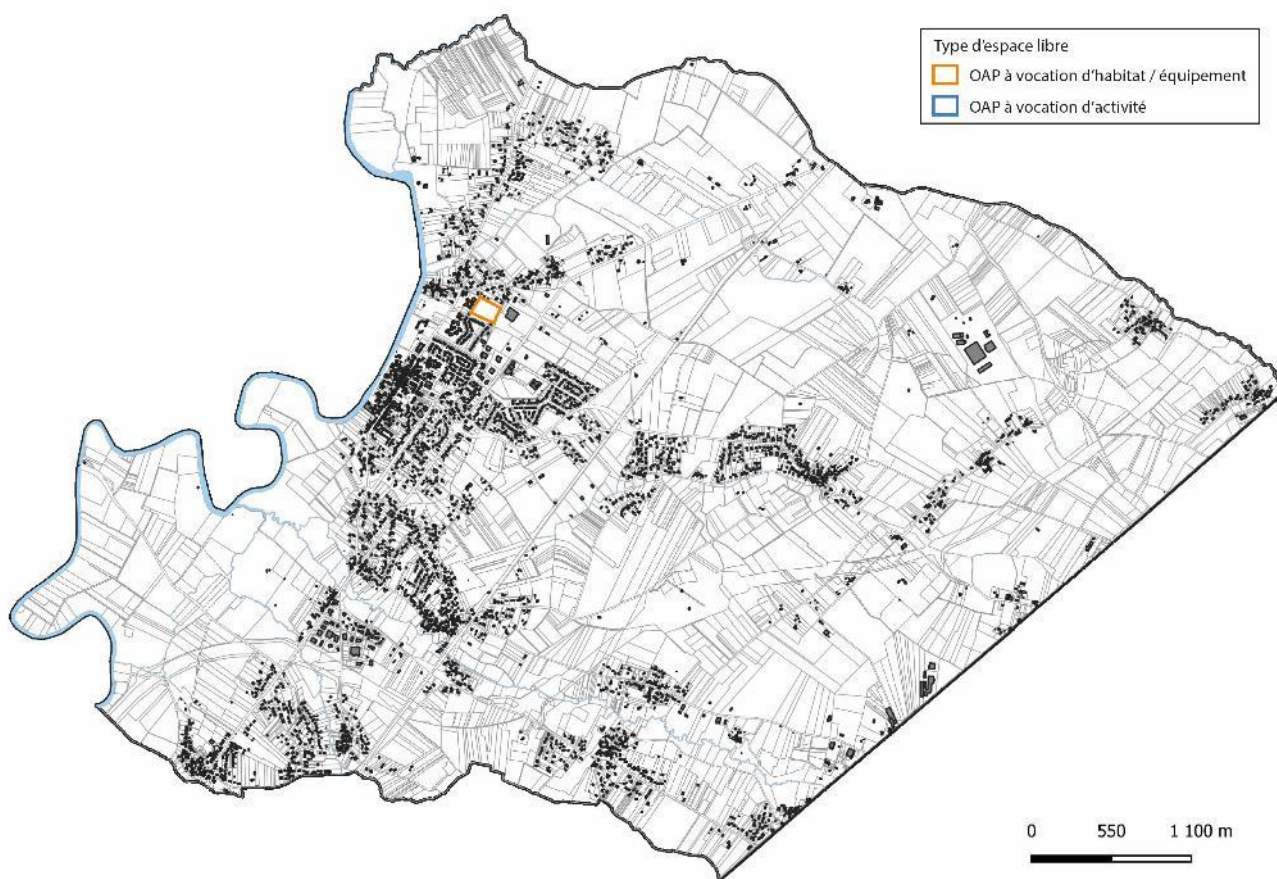 Type d'espace libre
OAP à vocation d'habitat / équipement
OAP à vocation d'activité
0 550 1 100 m